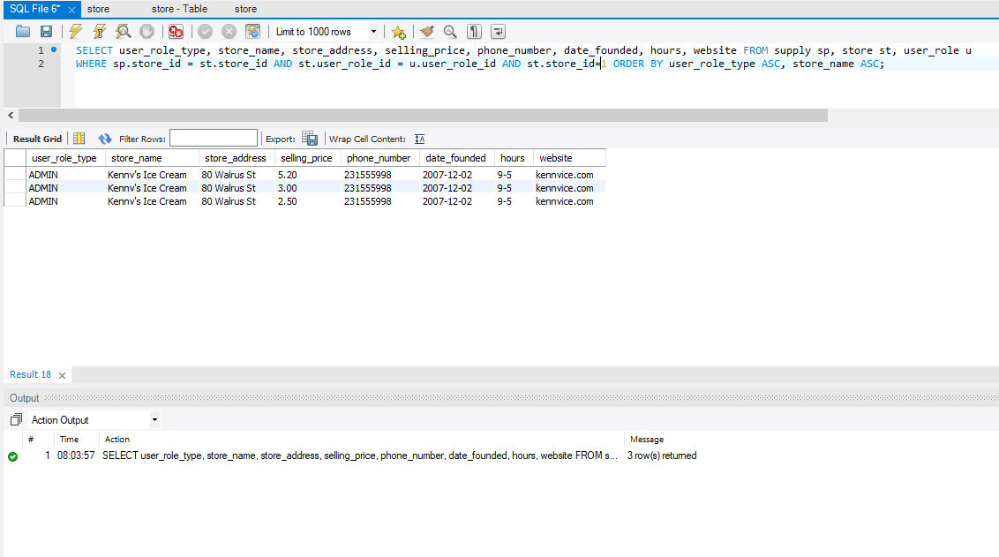 SQL File 6* store store - Table store
Limit to 1000 rows
1 SELECT user_role_type, store_name, store_address, selling_price, phone_number, date_founded, hours, website FROM supply sp, store st, user_role u
2 WHERE sp.store_id = st.store_id AND st.user_role_id = u.user_role_id AND st.store_id=1 ORDER BY user_role_type ASC, store_name ASC;
Result Grid Filter Rows: Export: Wrap Cell Content:
user_role_type store_name store_address selling_price phone_number date_founded hours website
ADMIN Kennv's Ice Cream 80 Walrus St 5.20 231555998 2007-12-02 9-5 kennvice.com
ADMIN Kennv's Ice Cream 80 Walrus St 3.00 231555998 2007-12-02 9-5 kennvice.com
ADMIN Kennv's Ice Cream 80 Walrus St 2.50 231555998 2007-12-02 9-5 kennvice.com
Result 18
Output
Action Output
# Time Action Message
1 08:03:57 SELECT user_role_type, store_name, store_address, selling_price, phone_number, date_founded, hours, website FROM s... 3 row(s) returned